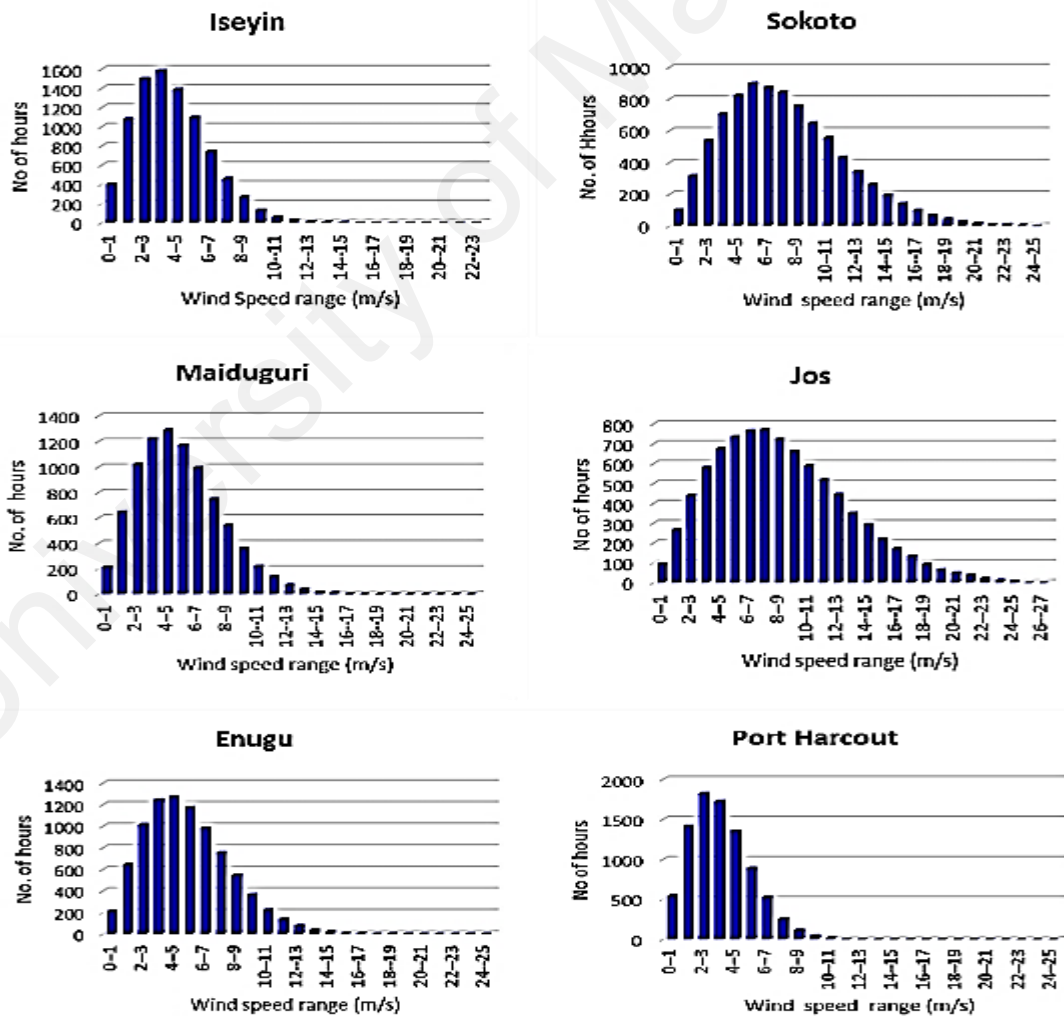 University of Ma
Iseyin
No of hours
1600
1400
1200
1000
800
600
400
200
0
0–1 2–3 4–5 6–7 8–9 10–11 12–13 14–15 16–17 18–19 20–21 22–23
Wind Speed range (m/s)
Sokoto
No. of Hhours
1000
800
600
400
200
0
0–1 2–3 4–5 6–7 8–9 10–11 12–13 14–15 16–17 18–19 20–21 22–23 24–25
Wind speed range (m/s)
Maiduguri
No. of hours
1400
1200
1000
800
600
400
200
0
0–1 2–3 4–5 6–7 8–9 10–11 12–13 14–15 16–17 18–19 20–21 22–23 24–25
Wind speed range (m/s)
Jos
No of hours
800
700
600
500
400
300
200
100
0
0–1 2–3 4–5 6–7 8–9 10–11 12–13 14–15 16–17 18–19 20–21 22–23 24–25 26–27
Wind speed range (m/s)
Enugu
No. of hours
1400
1200
1000
800
600
400
200
0
0–1 2–3 4–5 6–7 8–9 10–11 12–13 14–15 16–17 18–19 20–21 22–23 24–25
Wind speed range (m/s)
Port Harcout
No of hours
2000
1500
1000
500
0
0–1 2–3 4–5 6–7 8–9 10–11 12–13 14–15 16–17 18–19 20–21 22–23 24–25
Wind speed range (m/s)